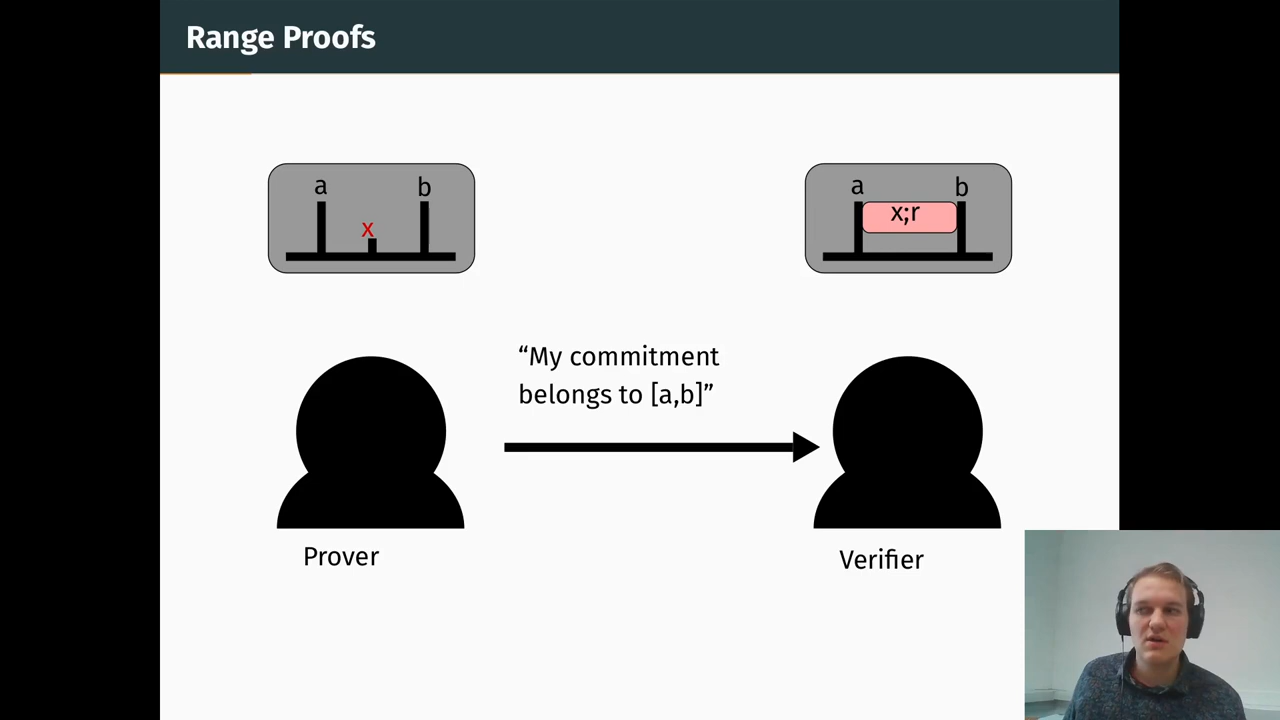 Range Proofs
a
b
x
a
b
x;r
“My commitment
belongs to [a,b]”
Prover
Verifier